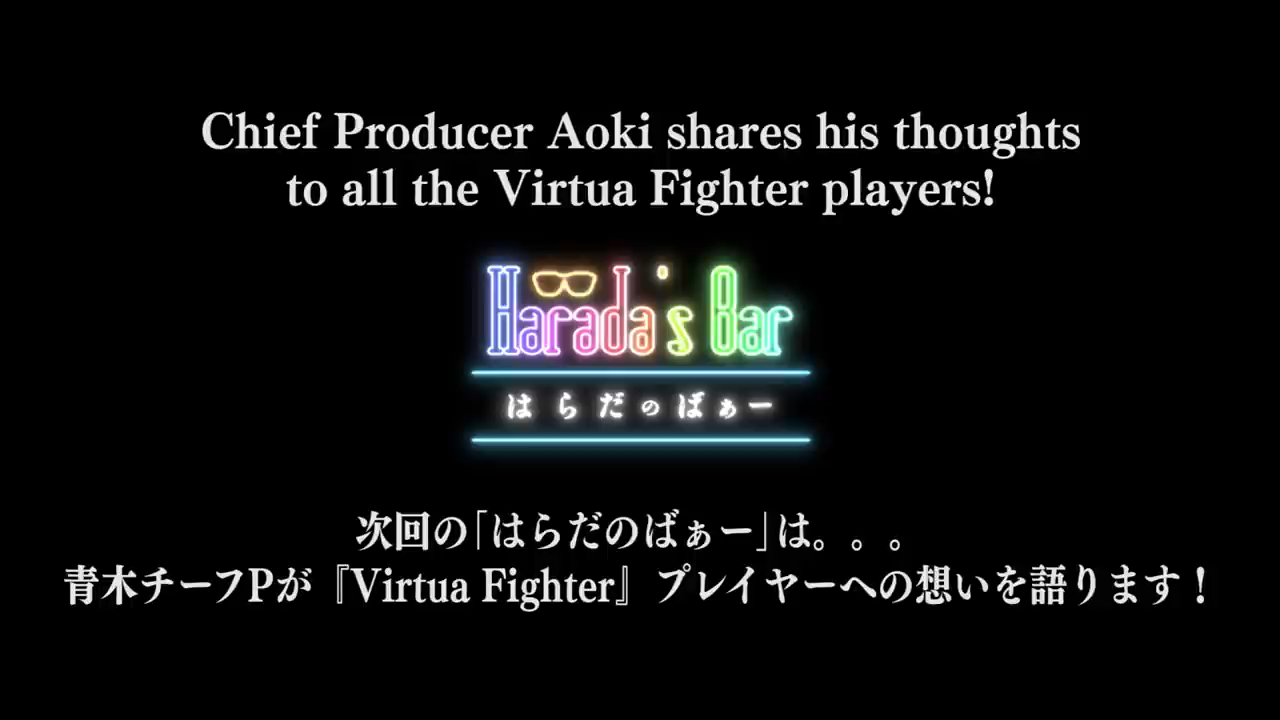 Chief Producer Aoki shares his thoughts
to all the Virtua Fighter players!
Harada's Bar
はらだのばぁー
次回の「はらだのばぁー」は。。。
青木チーフPが『Virtua Fighter』プレイヤーへの想いを語ります！